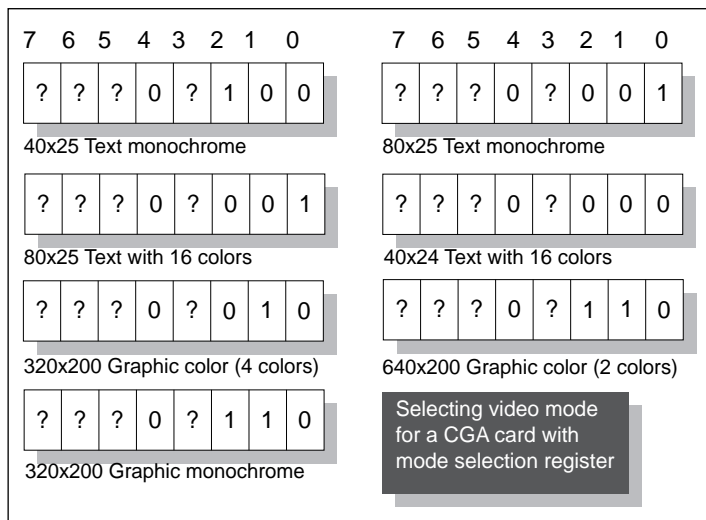 7 6 5 4 3 2 1 0
? ? ? 0 ? 1 0 0
40x25 Text monochrome
7 6 5 4 3 2 1 0
? ? ? 0 ? 0 0 1
80x25 Text monochrome
? ? ? 0 ? 0 0 1
80x25 Text with 16 colors
? ? ? 0 ? 0 0 0
40x24 Text with 16 colors
? ? ? 0 ? 0 1 0
320x200 Graphic color (4 colors)
? ? ? 0 ? 1 1 0
640x200 Graphic color (2 colors)
? ? ? 0 ? 1 1 0
320x200 Graphic monochrome
Selecting video mode
for a CGA card with
mode selection register